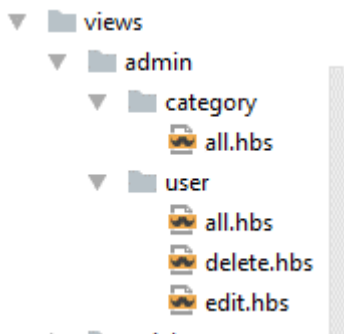 views
admin
category
all.hbs
user
all.hbs
delete.hbs
edit.hbs